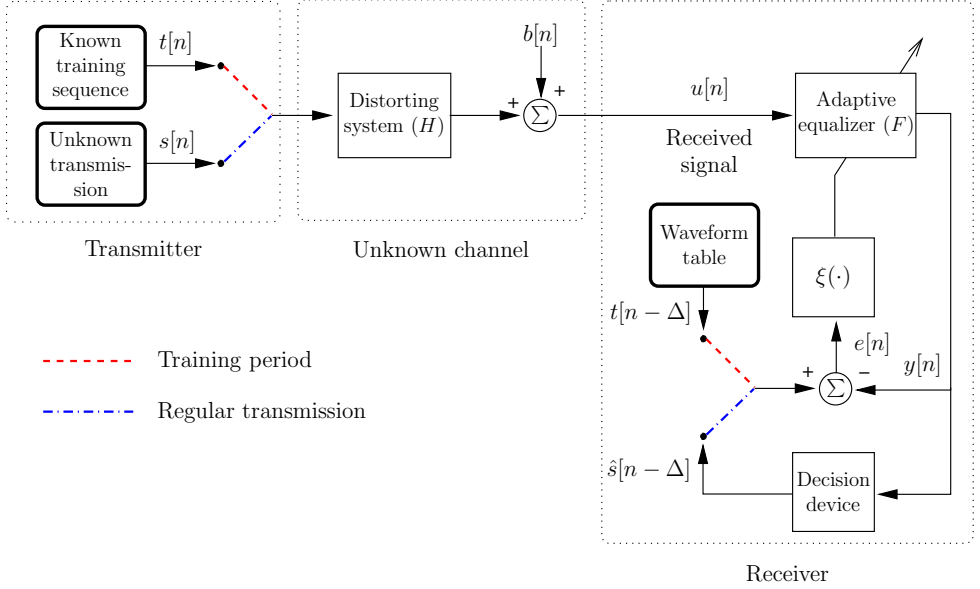 Known
training
sequence
t[n]
Unknown
transmis-
sion
s[n]
Transmitter
Distorting
system (H)
b[n]
+
+
Σ
Unknown channel
u[n]
Received
signal
Adaptive
equalizer (F)
Waveform
table
ξ(·)
t[n − Δ]
e[n]
+
−
Σ
y[n]
ŝ[n − Δ]
Decision
device
Receiver
Training period
Regular transmission